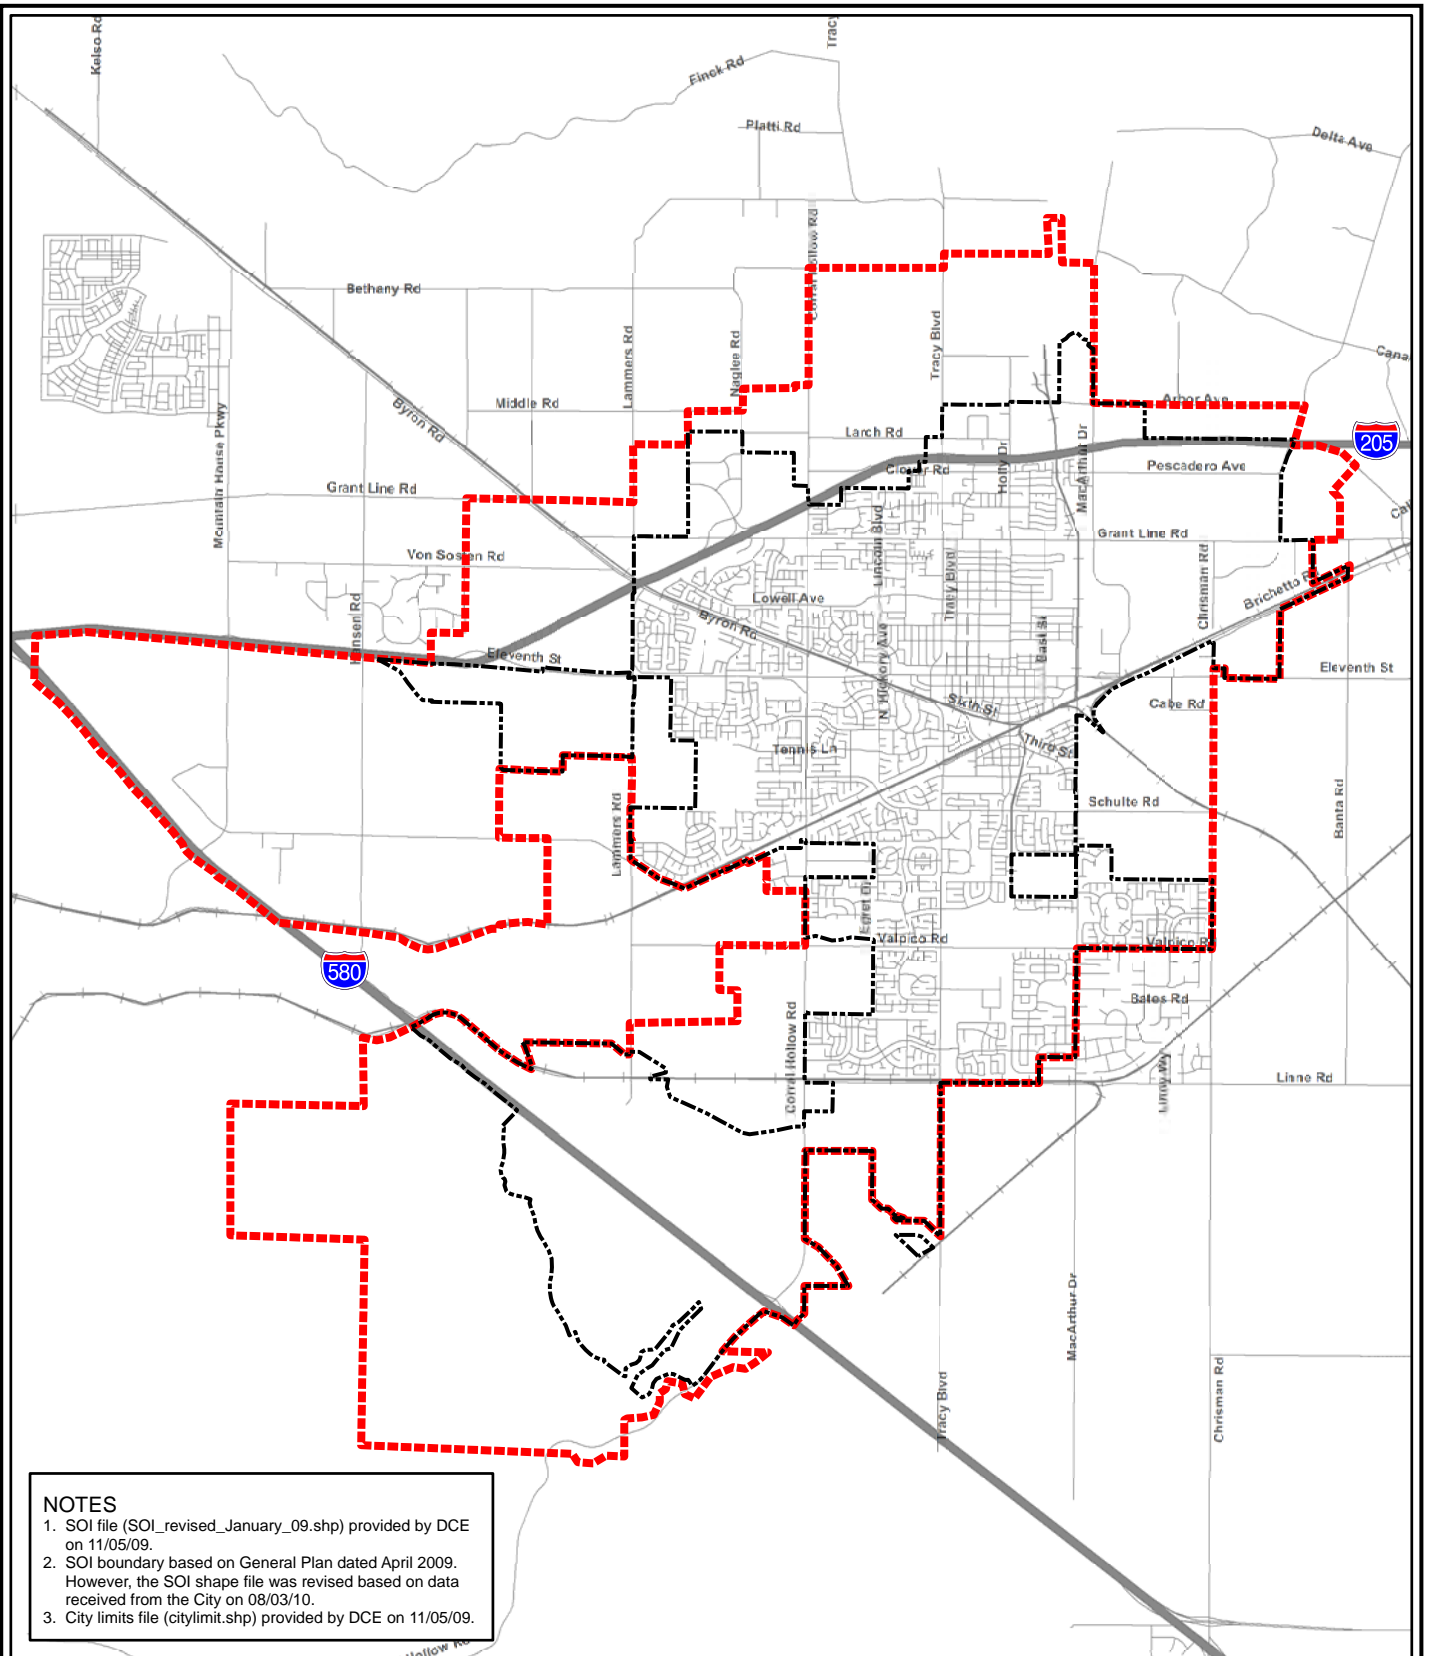 Kelso Rd
Tracy
Finck Rd
Platti Rd
Delta Ave
Corral Hollow Rd
Bethany Rd
Lammers Rd
Naglee Rd
Tracy Blvd
Mountain House Pkwy
Byron Rd
Middle Rd
Arbor Ave
Larch Rd
Clover Rd
Holly Dr
MacArthur Dr
205
Pescadero Ave
Grant Line Rd
Lincoln Blvd
Grant Line Rd
Von Sosten Rd
Tracy Blvd
Chrisman Rd
Lowell Ave
Byron Rd
Hansen Rd
East St
N Hickory Ave
Eleventh St
Eleventh St
Sixth St
Cabe Rd
Tennis Ln
Third St
Schulte Rd
Lammers Rd
Banta Rd
Egret Dr
Valpico Rd
580
Bates Rd
Corral Hollow Rd
Linne Rd
MacArthur Dr
Tracy Blvd
Chrisman Rd
NOTES
1. SOI file (SOI_revised_January_09.shp) provided by DCE
on 11/05/09.
2. SOI boundary based on General Plan dated April 2009.
However, the SOI shape file was revised based on data
received from the City on 08/03/10.
3. City limits file (citylimit.shp) provided by DCE on 11/05/09.
Hollow Rd